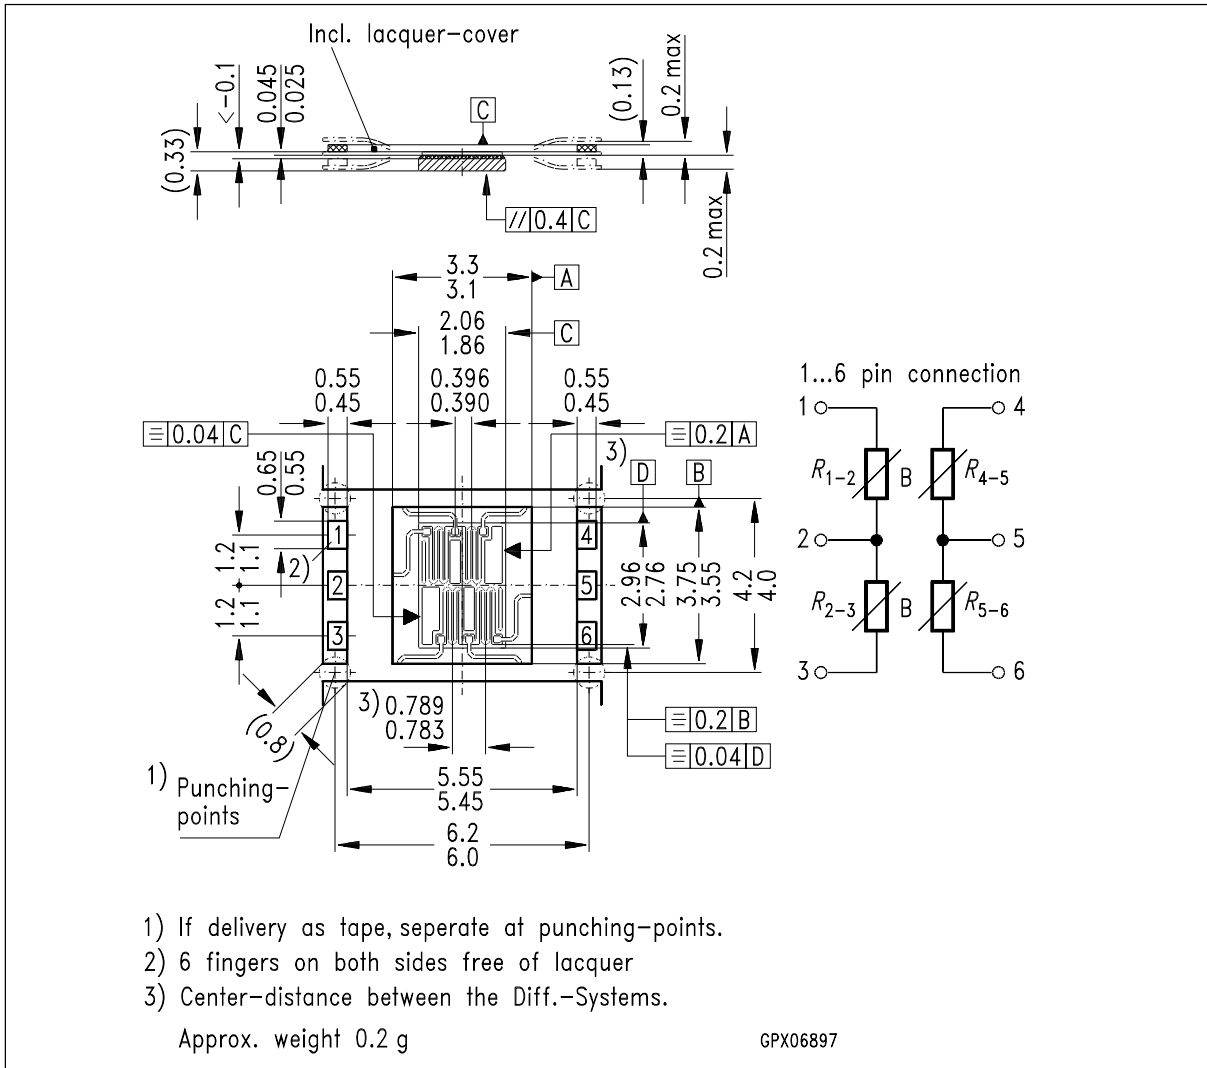 Incl. lacquer-cover
(0.33)
<-0.1
0.045
0.025
C
(0.13)
0.2 max
0.2 max
// 0.4 C
3.3
3.1
A
2.06
1.86
C
0.55
0.45
0.396
0.390
0.55
0.45
1...6 pin connection
⌯ 0.04 C
⌯ 0.2 A
3)
D
B
0.65
0.55
1
4
1.2
1.1
2)
2
5
1.2
1.1
3
6
2.96
2.76
3.75
3.55
4.2
4.0
1
4
R1-2
B
R4-5
2
5
R2-3
B
R5-6
3
6
(0.8)
3) 0.789
0.783
⌯ 0.2 B
⌯ 0.04 D
1) Punching-
points
5.55
5.45
6.2
6.0
1) If delivery as tape, seperate at punching-points.
2) 6 fingers on both sides free of lacquer
3) Center-distance between the Diff.-Systems.
Approx. weight 0.2 g
GPX06897